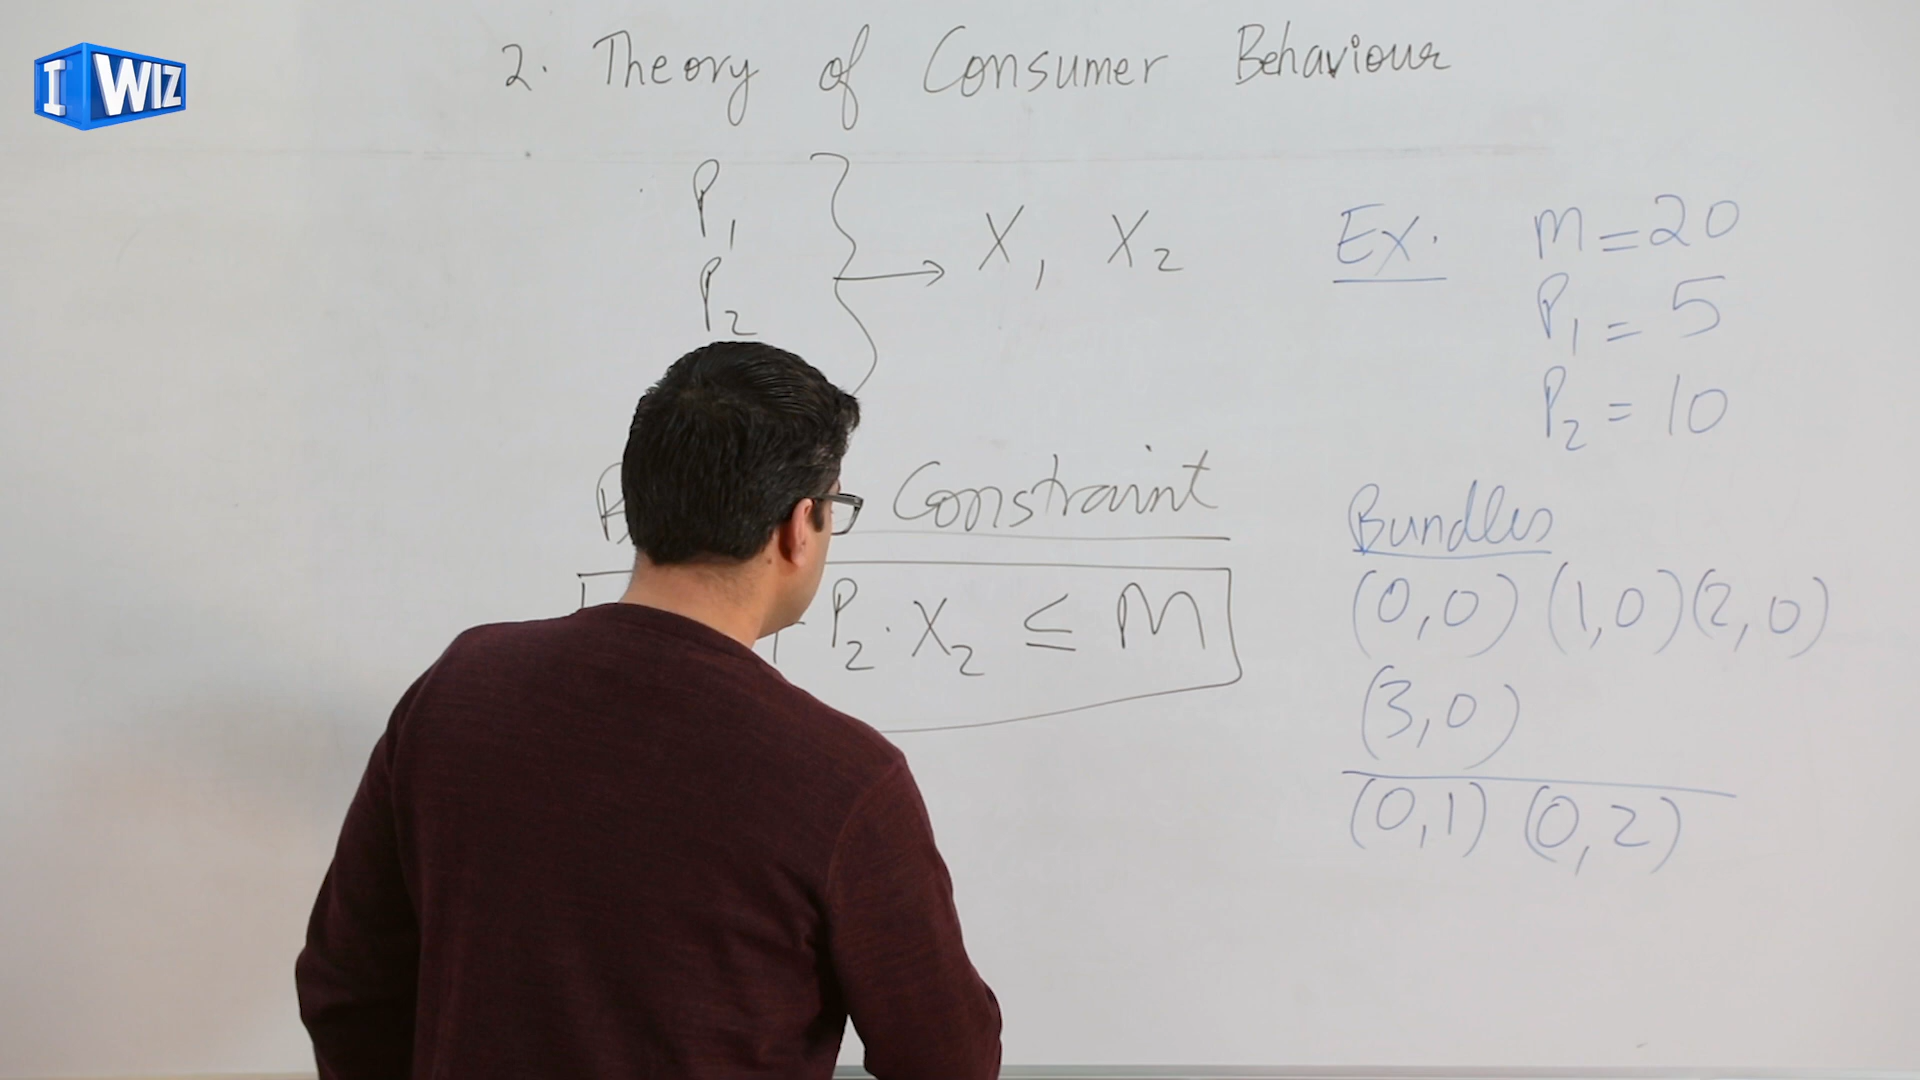 I WIZ
2. Theory of Consumer Behaviour
P1
P2
X1 X2
Constraint
P2 · X2 ≤ M
Ex. m = 20
P1 = 5
P2 = 10
Bundles
(0,0) (1,0) (2,0)
(3,0)
(0,1) (0,2)